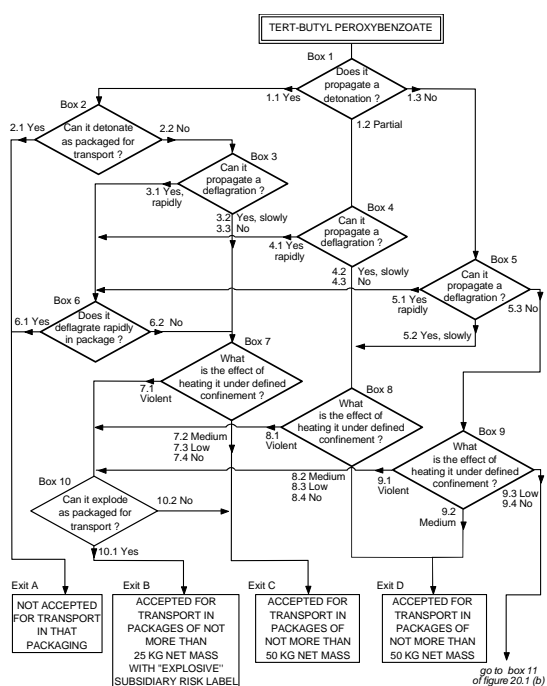 TERT-BUTYL PEROXYBENZOATE
Box 1
Does it
propagate a
detonation ?
1.1 Yes
1.3 No
1.2 Partial
Box 2
Can it detonate
as packaged for
transport ?
2.1 Yes
2.2 No
Box 3
Can it
propagate a
deflagration ?
3.1 Yes,
rapidly
3.2 Yes, slowly
3.3 No
Box 4
Can it
propagate a
deflagration ?
4.1 Yes
rapidly
4.2 Yes, slowly
4.3 No
Box 5
Can it
propagate a
deflagration ?
5.1 Yes
rapidly
5.3 No
5.2 Yes, slowly
Box 6
Does it
deflagrate rapidly
in package ?
6.1 Yes
6.2 No
Box 7
What
is the effect of
heating it under defined
confinement ?
7.1
Violent
7.2 Medium
7.3 Low
7.4 No
Box 8
What
is the effect of
heating it under defined
confinement ?
8.1
Violent
8.2 Medium
8.3 Low
8.4 No
Box 9
What
is the effect of
heating it under defined
confinement ?
9.1
Violent
9.3 Low
9.4 No
9.2
Medium
Box 10
Can it explode
as packaged for
transport ?
10.2 No
10.1 Yes
Exit A
NOT ACCEPTED
FOR TRANSPORT
IN THAT
PACKAGING
Exit B
ACCEPTED FOR
TRANSPORT IN
PACKAGES OF NOT
MORE THAN
25 KG NET MASS
WITH "EXPLOSIVE"
SUBSIDIARY RISK LABEL
Exit C
ACCEPTED FOR
TRANSPORT IN
PACKAGES OF
NOT MORE THAN
50 KG NET MASS
Exit D
ACCEPTED FOR
TRANSPORT IN
PACKAGES OF
NOT MORE THAN
50 KG NET MASS
go to box 11
of figure 20.1 (b)